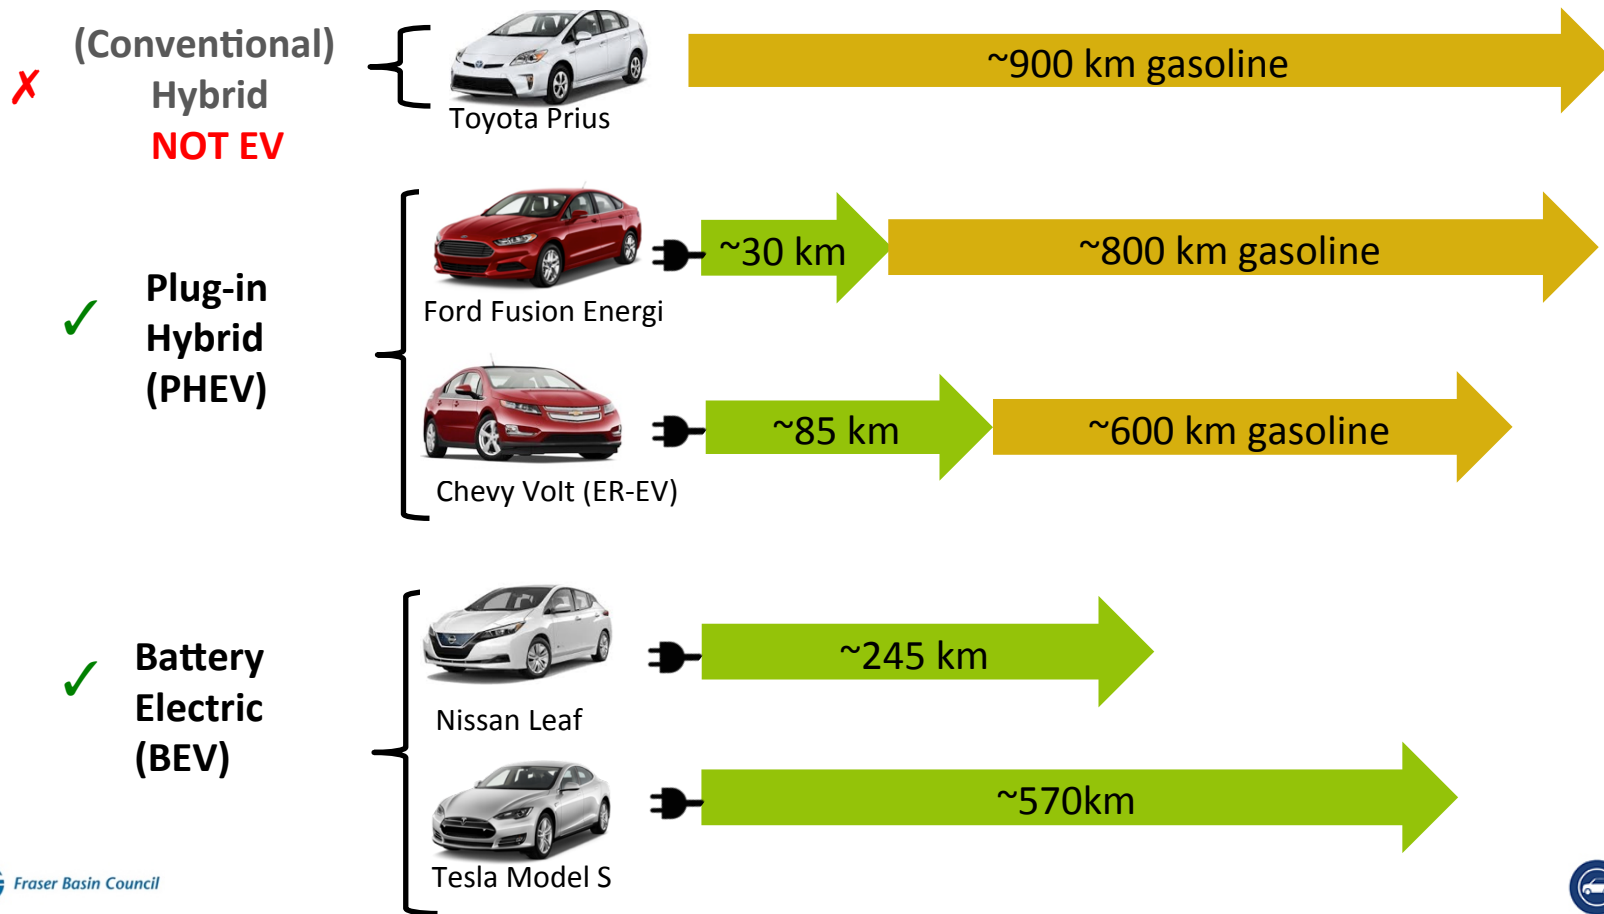 (Conventional)
Hybrid
NOT EV
Toyota Prius
~900 km gasoline
Plug-in
Hybrid
(PHEV)
Ford Fusion Energi
~30 km
~800 km gasoline
Chevy Volt (ER-EV)
~85 km
~600 km gasoline
Battery
Electric
(BEV)
Nissan Leaf
~245 km
Tesla Model S
~570km
Fraser Basin Council